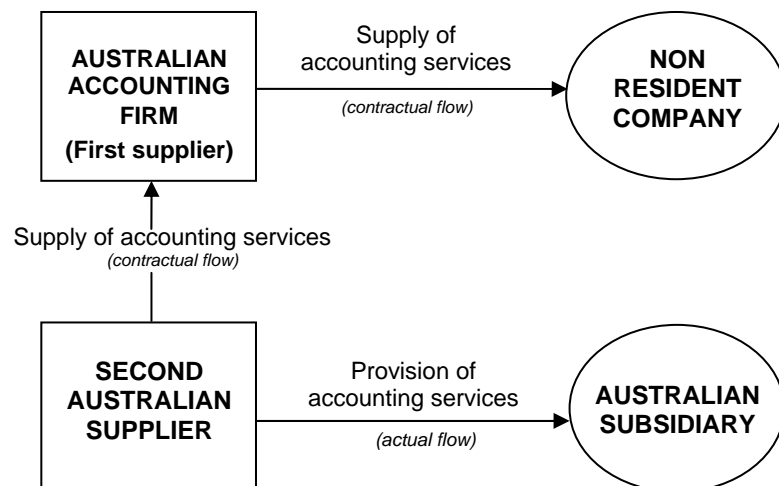 AUSTRALIAN
ACCOUNTING
FIRM
(First supplier)
Supply of
accounting services
(contractual flow)
NON
RESIDENT
COMPANY
Supply of accounting services
(contractual flow)
SECOND
AUSTRALIAN
SUPPLIER
Provision of
accounting services
(actual flow)
AUSTRALIAN
SUBSIDIARY